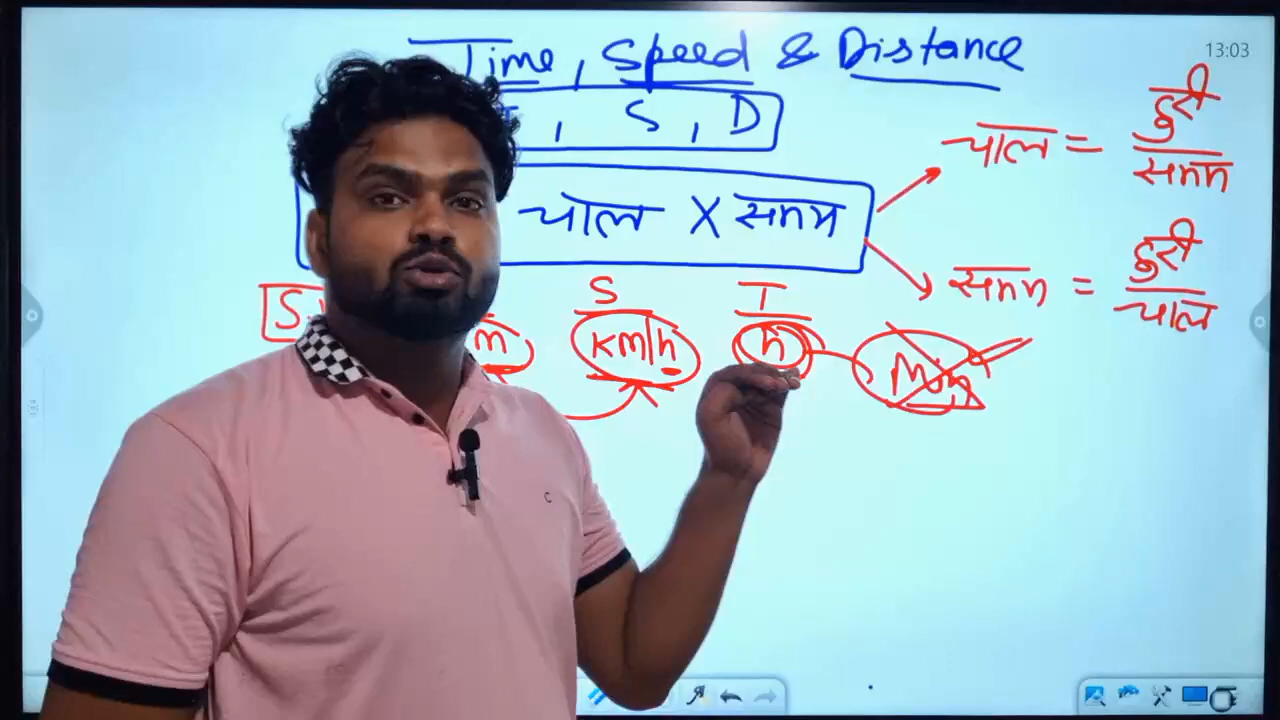 Time, Speed & Distance
13:03
, S, D
चाल = दुरी / समय
चाल X समय
समय = दुरी / चाल
S T
m km/h h Min